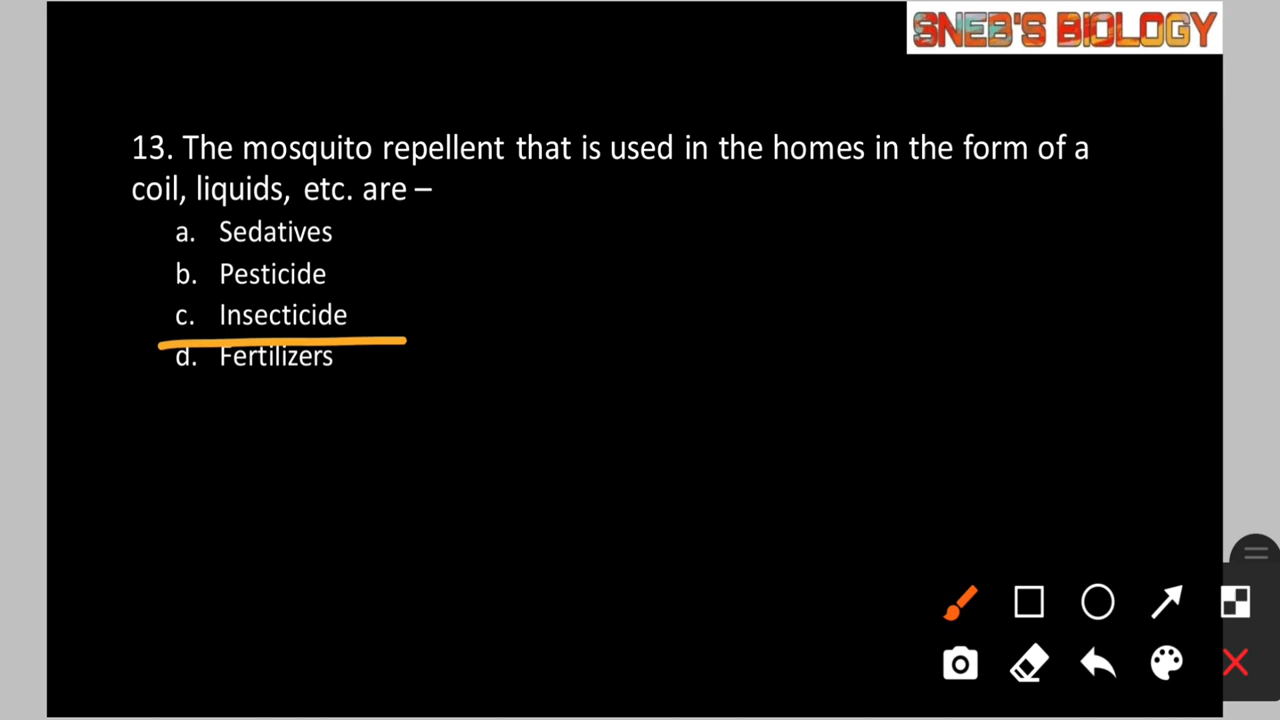 SNEB'S BIOLOGY
13. The mosquito repellent that is used in the homes in the form of a
coil, liquids, etc. are –
a. Sedatives
b. Pesticide
c. Insecticide
d. Fertilizers